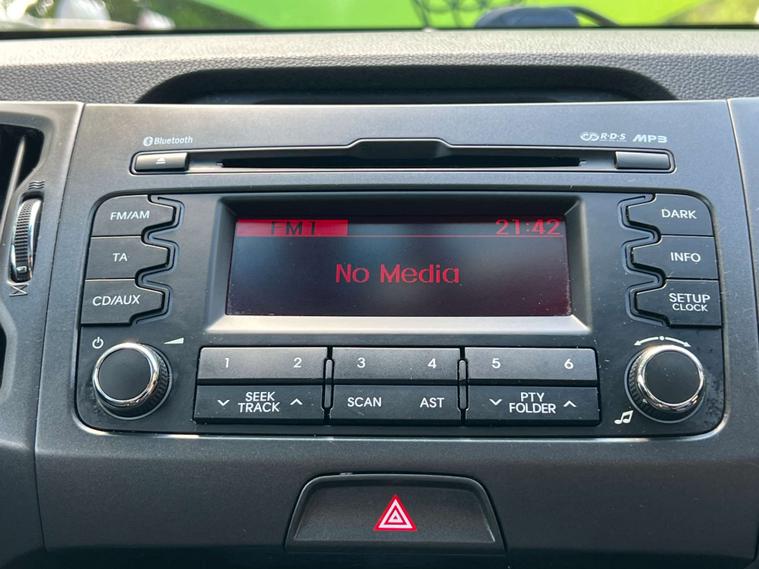 Bluetooth
R·D·S MP3
FM/AM
TA
CD/AUX
FM1 21:42
No Media
DARK
INFO
SETUP
CLOCK
1 2 3 4 5 6
SEEK
TRACK
SCAN AST
PTY
FOLDER